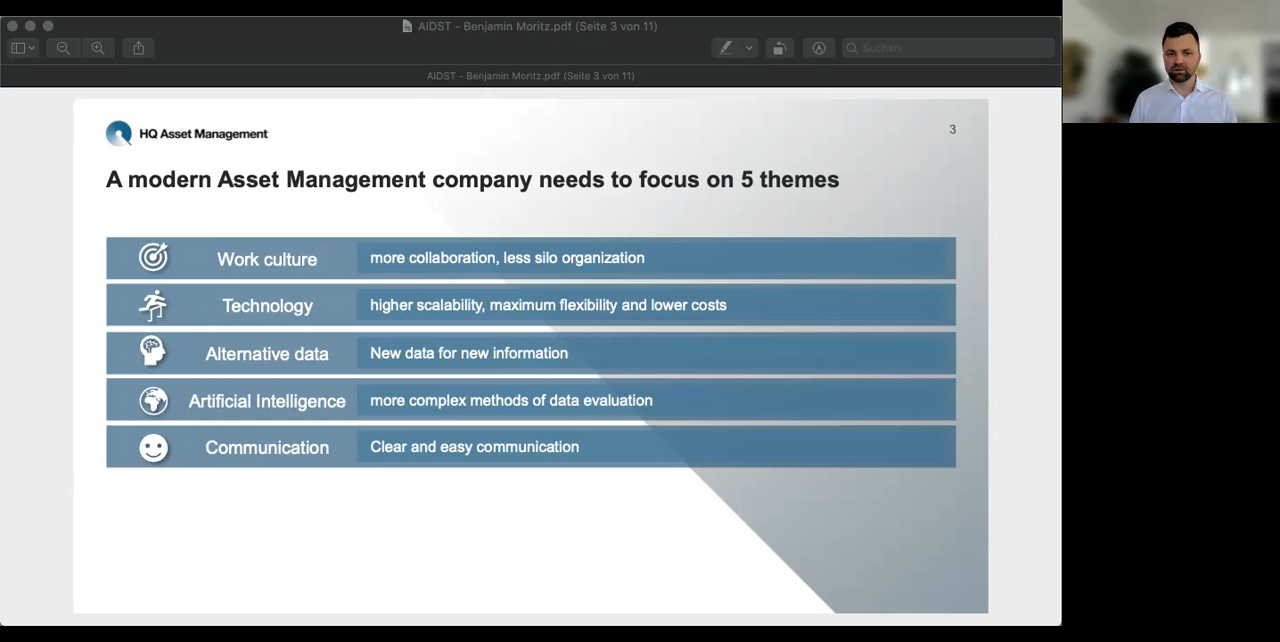 AIDST - Benjamin Moritz.pdf (Seite 3 von 11)
Suchen
AIDST - Benjamin Moritz.pdf (Seite 3 von 11)
HQ Asset Management
3
A modern Asset Management company needs to focus on 5 themes
Work culture more collaboration, less silo organization
Technology higher scalability, maximum flexibility and lower costs
Alternative data New data for new information
Artificial Intelligence more complex methods of data evaluation
Communication Clear and easy communication